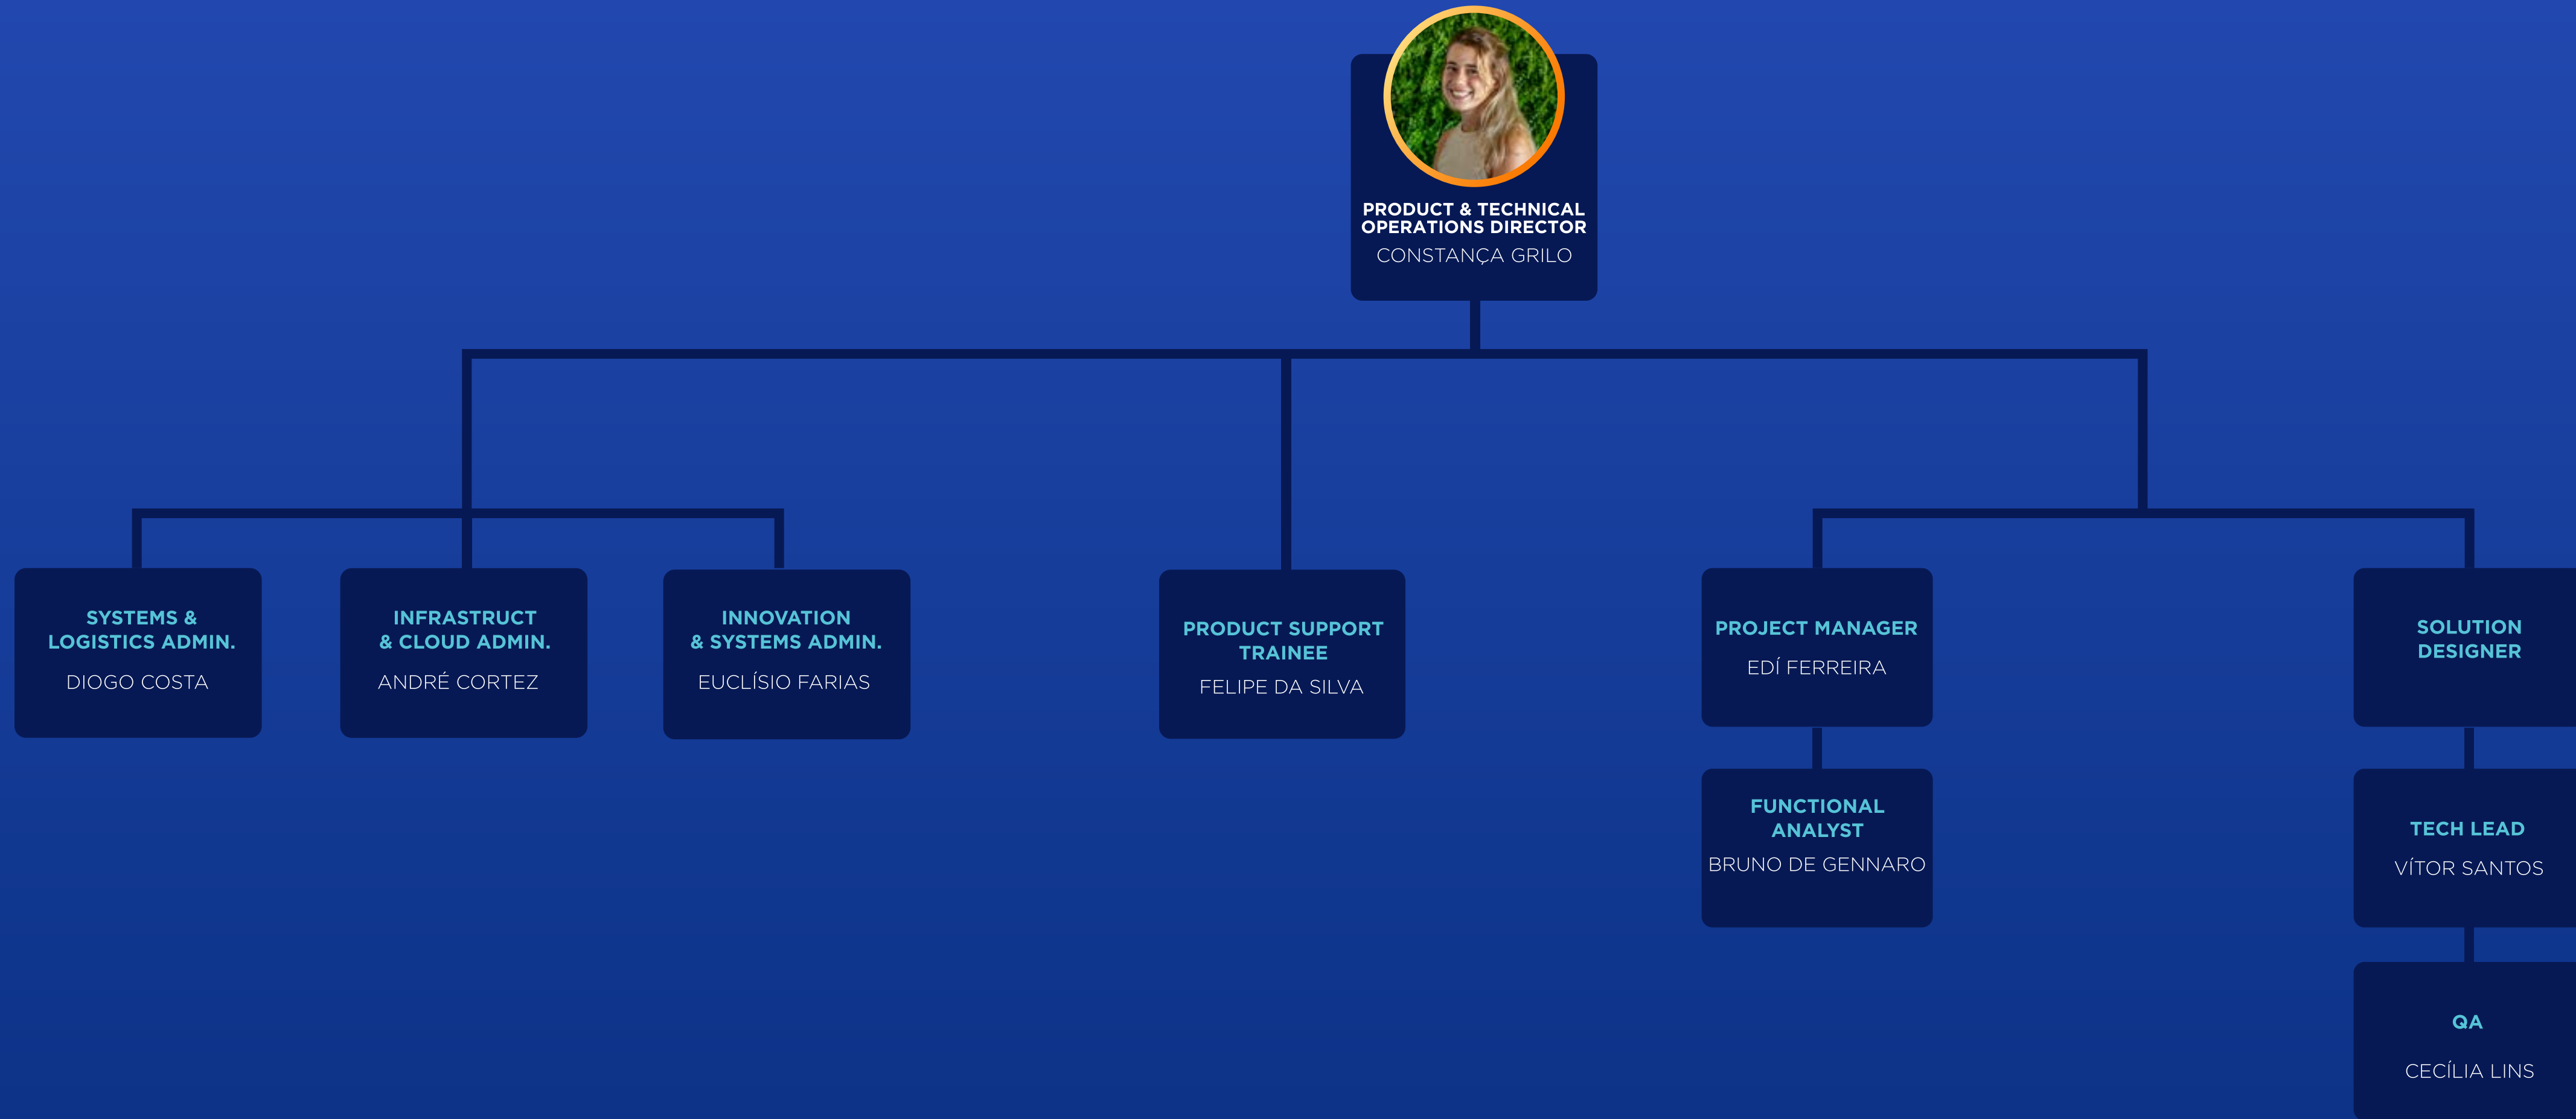 PRODUCT & TECHNICAL
OPERATIONS DIRECTOR
CONSTANÇA GRILO
SYSTEMS &
LOGISTICS ADMIN.
DIOGO COSTA
INFRASTRUCT
& CLOUD ADMIN.
ANDRÉ CORTEZ
INNOVATION
& SYSTEMS ADMIN.
EUCLÍSIO FARIAS
PRODUCT SUPPORT
TRAINEE
FELIPE DA SILVA
PROJECT MANAGER
EDÍ FERREIRA
SOLUTION
DESIGNER
FUNCTIONAL
ANALYST
BRUNO DE GENNARO
TECH LEAD
VÍTOR SANTOS
QA
CECÍLIA LINS